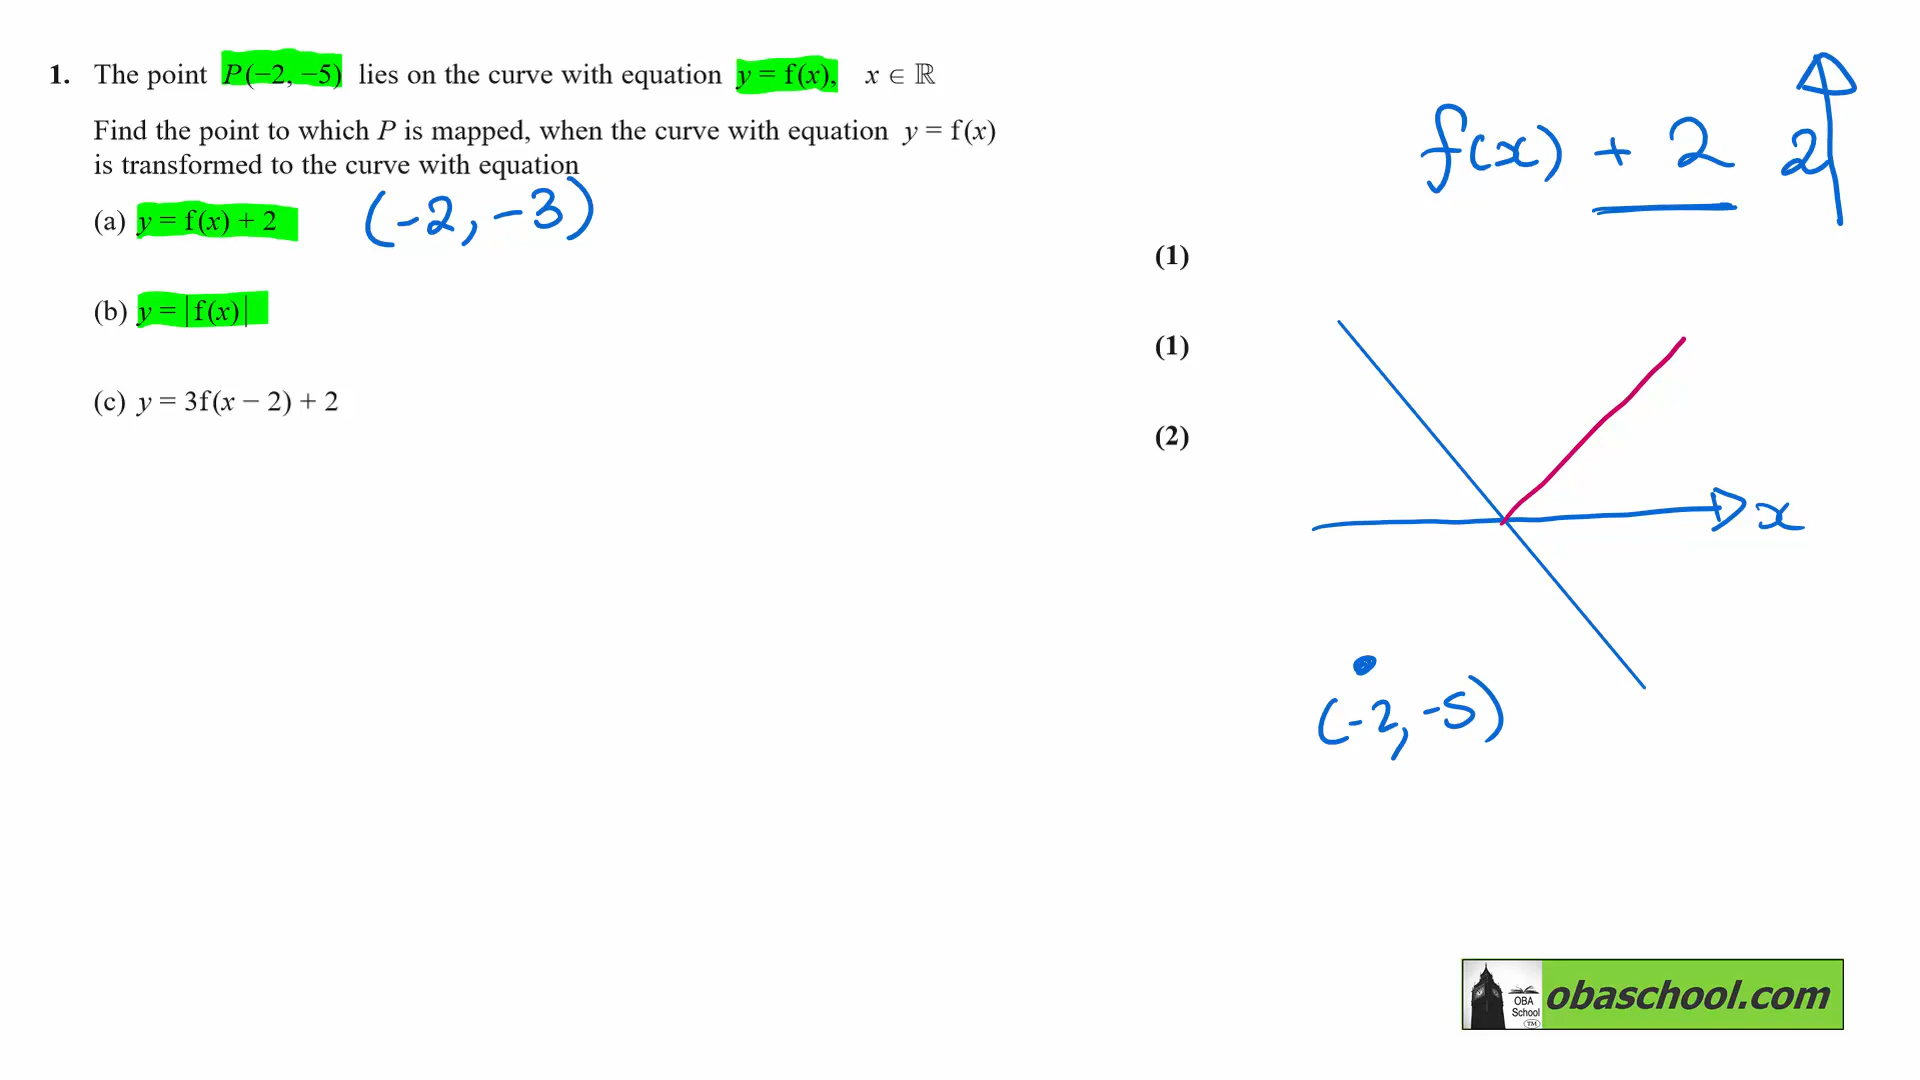 1. The point P(−2, −5) lies on the curve with equation y = f(x), x ∈ ℝ
Find the point to which P is mapped, when the curve with equation y = f(x)
is transformed to the curve with equation
(a) y = f(x) + 2 (-2, -3)
(1)
(b) y = |f(x)|
(1)
(c) y = 3f(x − 2) + 2
(2)
f(x) + 2 2
x
(-2, -5)
OBA
School
TM
obaschool.com